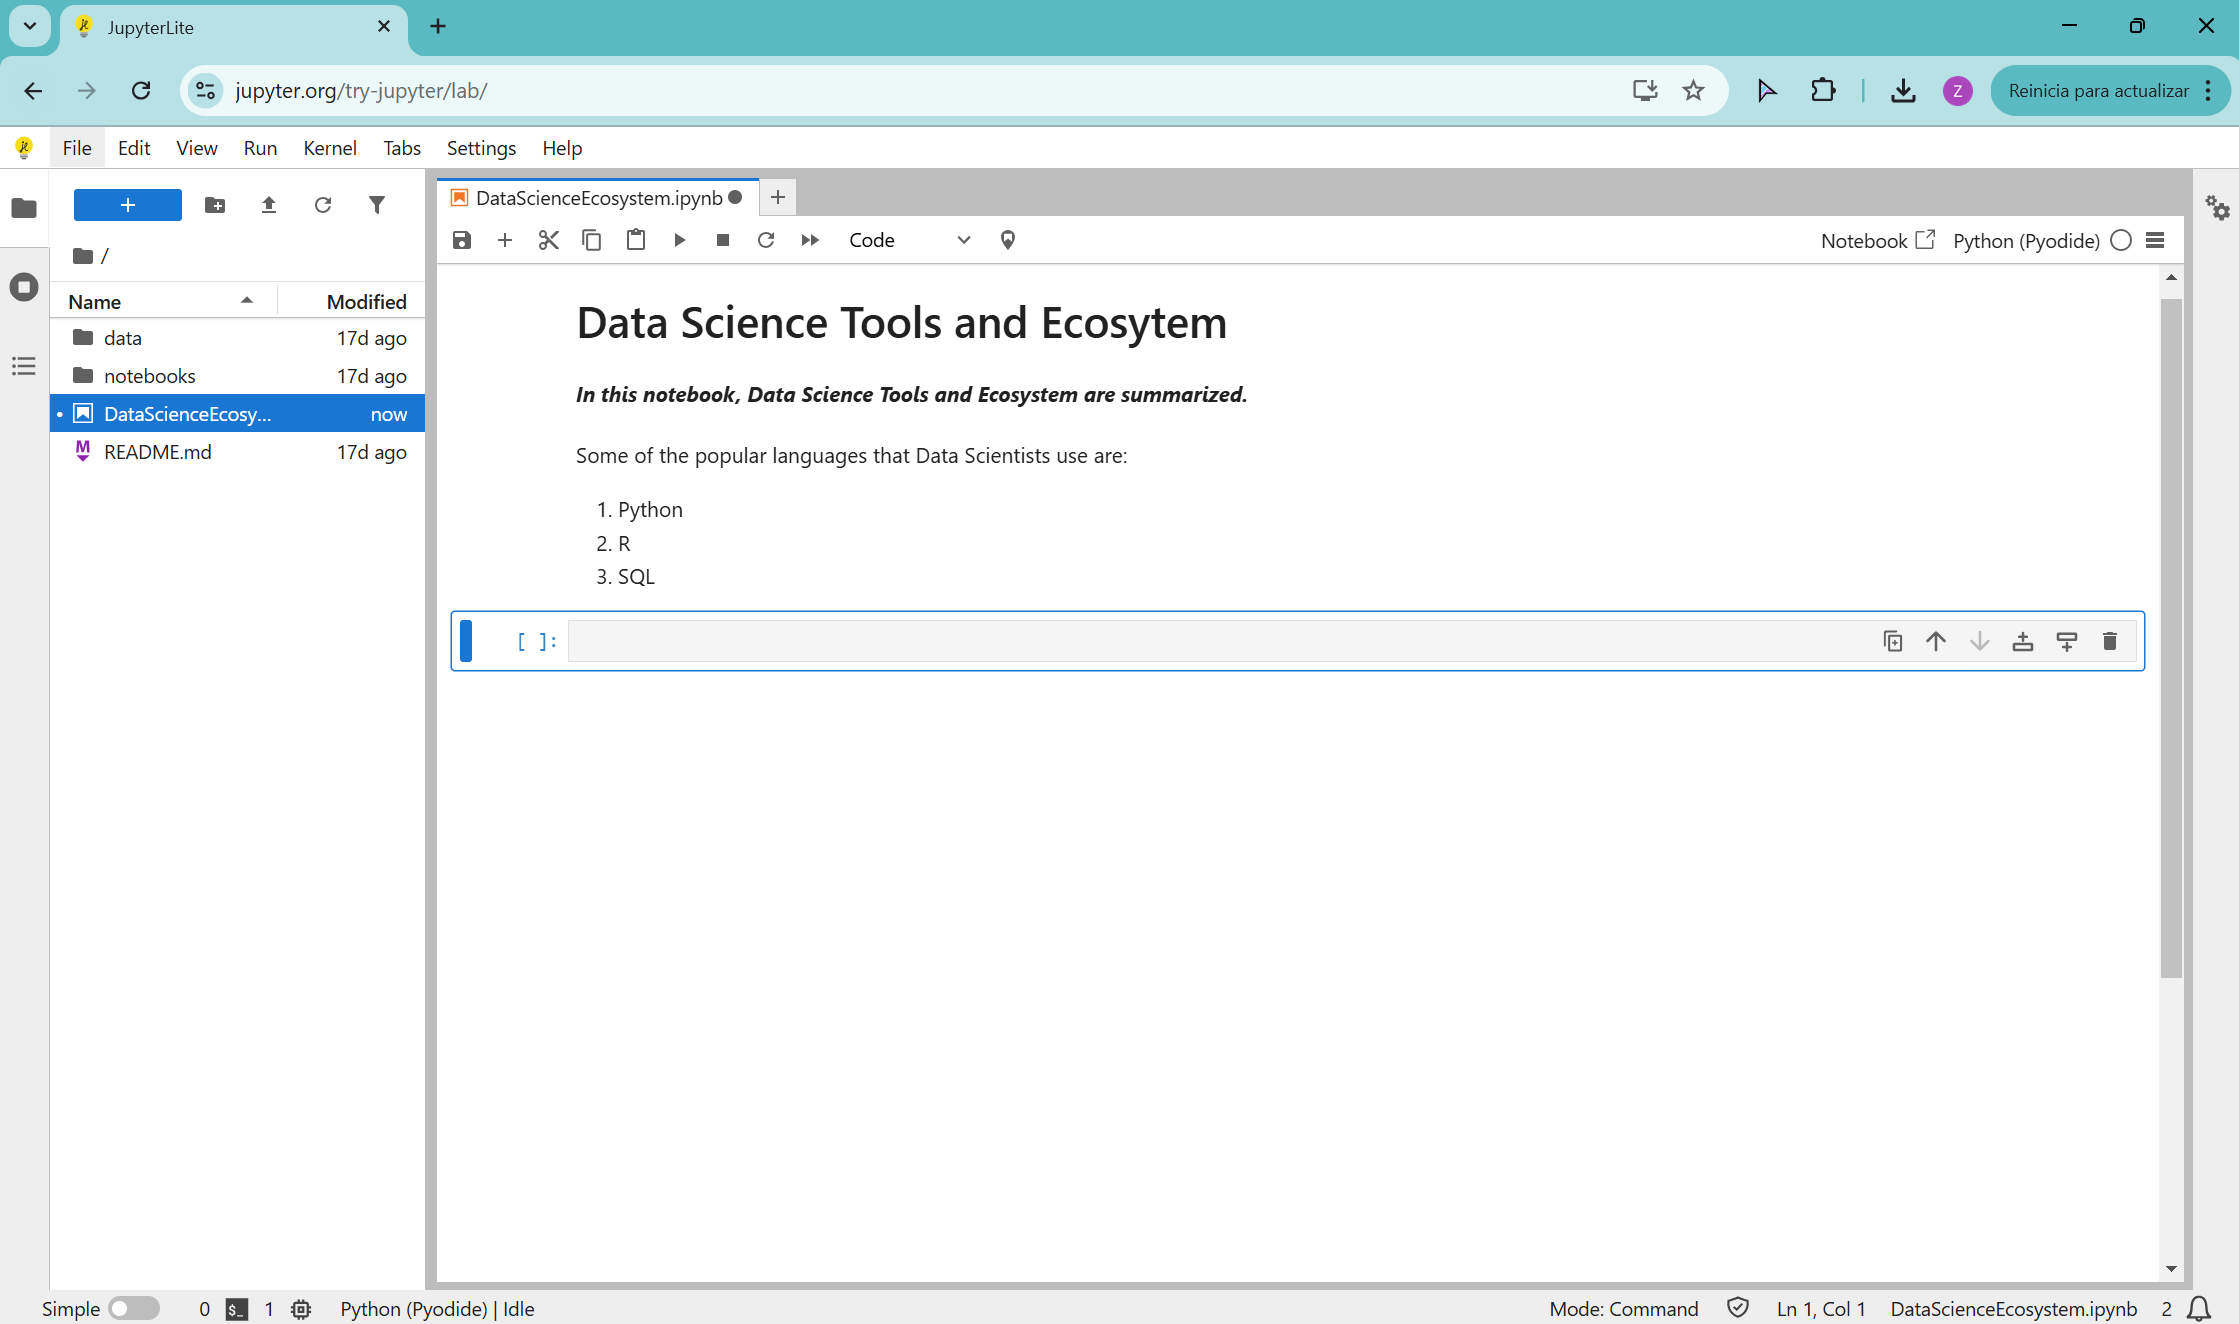 JupyterLite
jupyter.org/try-jupyter/lab/
Z
Reinicia para actualizar
File Edit View Run Kernel Tabs Settings Help
DataScienceEcosystem.ipynb
/
Code
Notebook Python (Pyodide)
Name Modified
data 17d ago
notebooks 17d ago
DataScienceEcosy... now
README.md 17d ago
Data Science Tools and Ecosytem
In this notebook, Data Science Tools and Ecosystem are summarized.
Some of the popular languages that Data Scientists use are:
1. Python
2. R
3. SQL
[ ]:
Simple 0 $_ 1 Python (Pyodide) | Idle Mode: Command Ln 1, Col 1 DataScienceEcosystem.ipynb 2